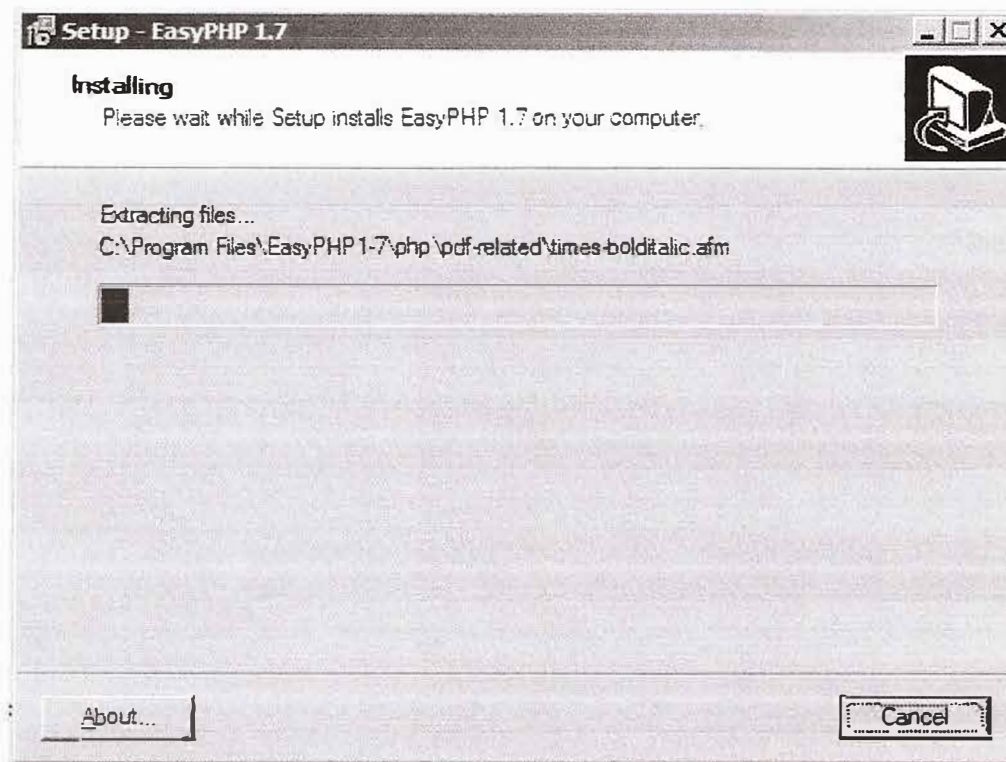 Setup - EasyPHP 1.7
Installing
Please wait while Setup installs EasyPHP 1.7 on your computer.
Extracting files...
C:\Program Files\EasyPHP1-7\php\pdf-related\times-bolditalic.afm
About...
Cancel